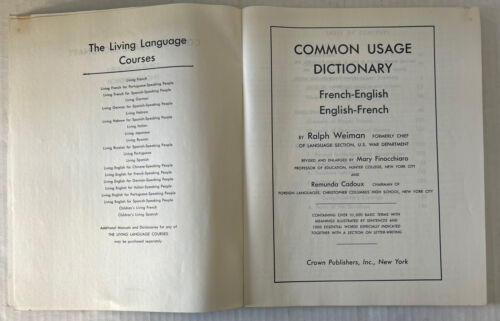 The Living Language
Courses
Living French
Living French for Portuguese-Speaking People
Living French for Spanish-Speaking People
Living German
Living German for Spanish-Speaking People
Living Hebrew
Living Hebrew for Spanish-Speaking People
Living Italian
Living Japanese
Living Russian
Living Russian for Spanish-Speaking People
Living Portuguese
Living Spanish
Living English for Chinese-Speaking People
Living English for French-Speaking People
Living English for German-Speaking People
Living English for Italian-Speaking People
Living English for Portuguese-Speaking People
Living English for Spanish-Speaking People
Children's Living French
Children's Living Spanish
Additional Manuals and Dictionaries for any of
THE LIVING LANGUAGE COURSES
may be purchased separately.
COMMON USAGE
DICTIONARY
French-English
English-French
BY Ralph Weiman FORMERLY CHIEF
OF LANGUAGE SECTION, U.S. WAR DEPARTMENT
REVISED AND ENLARGED BY Mary Finocchiaro
PROFESSOR OF EDUCATION, HUNTER COLLEGE, NEW YORK CITY
AND
Remunda Cadoux CHAIRMAN OF
FOREIGN LANGUAGES, CHRISTOPHER COLUMBUS HIGH SCHOOL, NEW YORK CITY
CONTAINING OVER 15,000 BASIC TERMS WITH
MEANINGS ILLUSTRATED BY SENTENCES AND
1000 ESSENTIAL WORDS ESPECIALLY INDICATED
TOGETHER WITH A SECTION ON LETTER-WRITING
Crown Publishers, Inc., New York